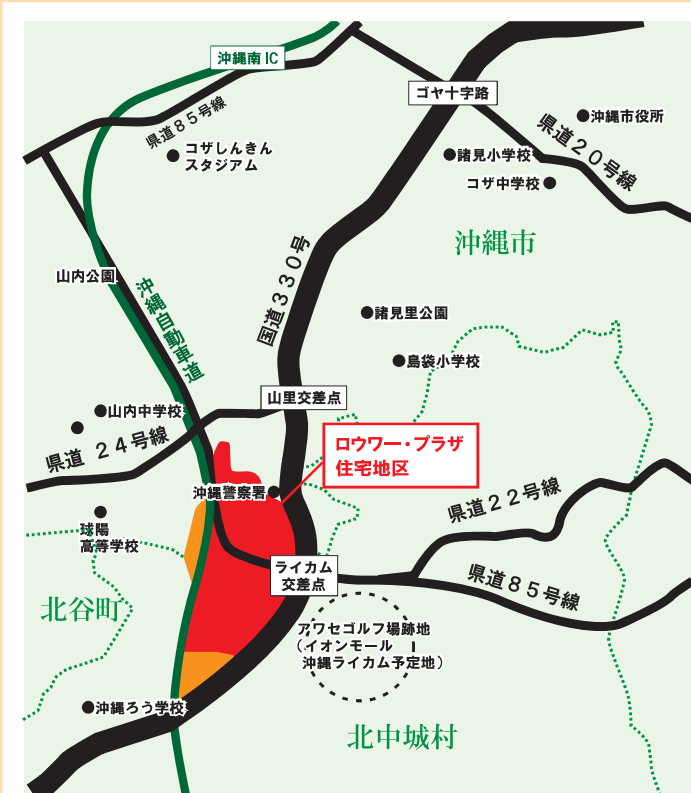 沖縄南IC
ゴヤ十字路
県道85号線
コザしんきん
スタジアム
沖縄市役所
県道20号線
諸見小学校
コザ中学校
沖縄市
山内公園
沖縄自動車道
国道330号
諸見里公園
島袋小学校
山里交差点
山内中学校
県道 24号線
ロウワー・プラザ
住宅地区
沖縄警察署
県道22号線
球陽
高等学校
ライカム
交差点
県道85号線
北谷町
アワセゴルフ場跡地
(イオンモール
沖縄ライカム予定地)
沖縄ろう学校
北中城村